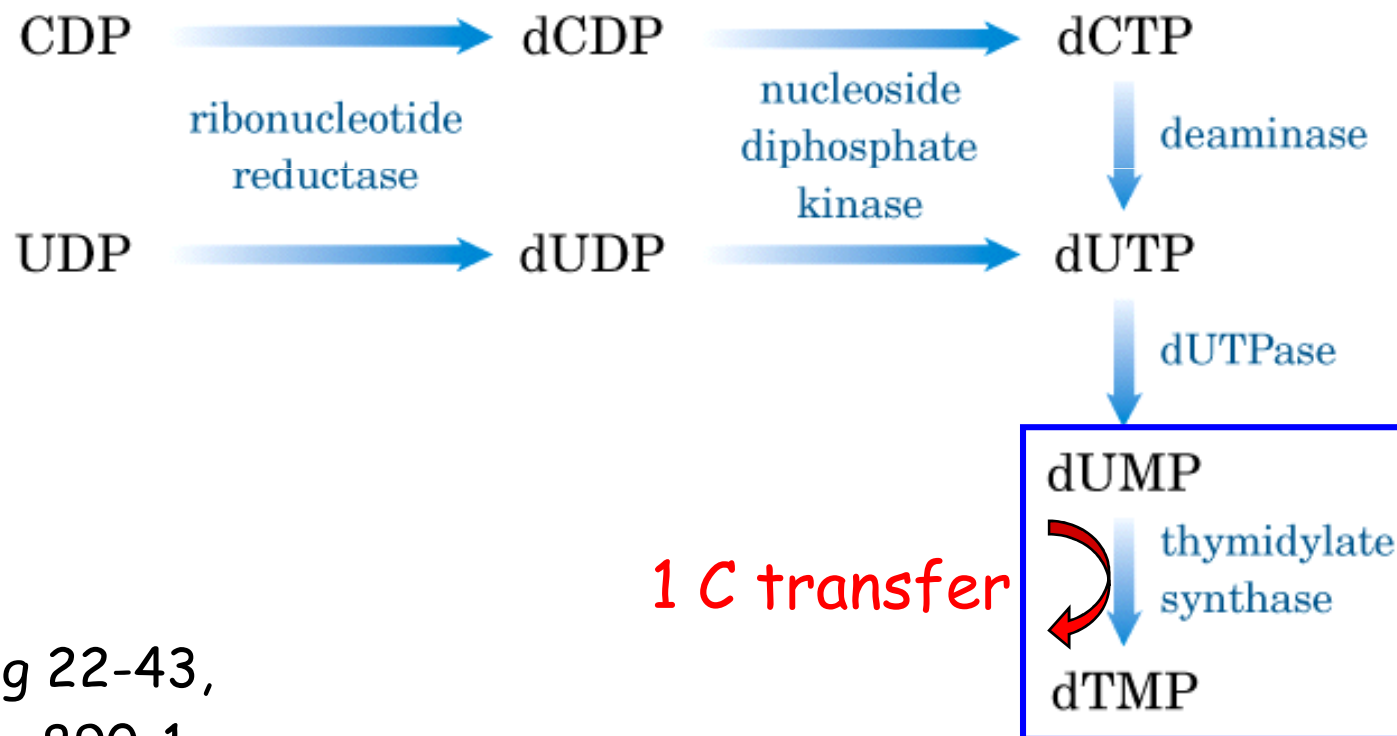 CDP dCDP dCTP
ribonucleotide
reductase
nucleoside
diphosphate
kinase
deaminase
UDP dUDP dUTP
dUTPase
dUMP
1 C transfer
thymidylate
synthase
dTMP
g 22-43,